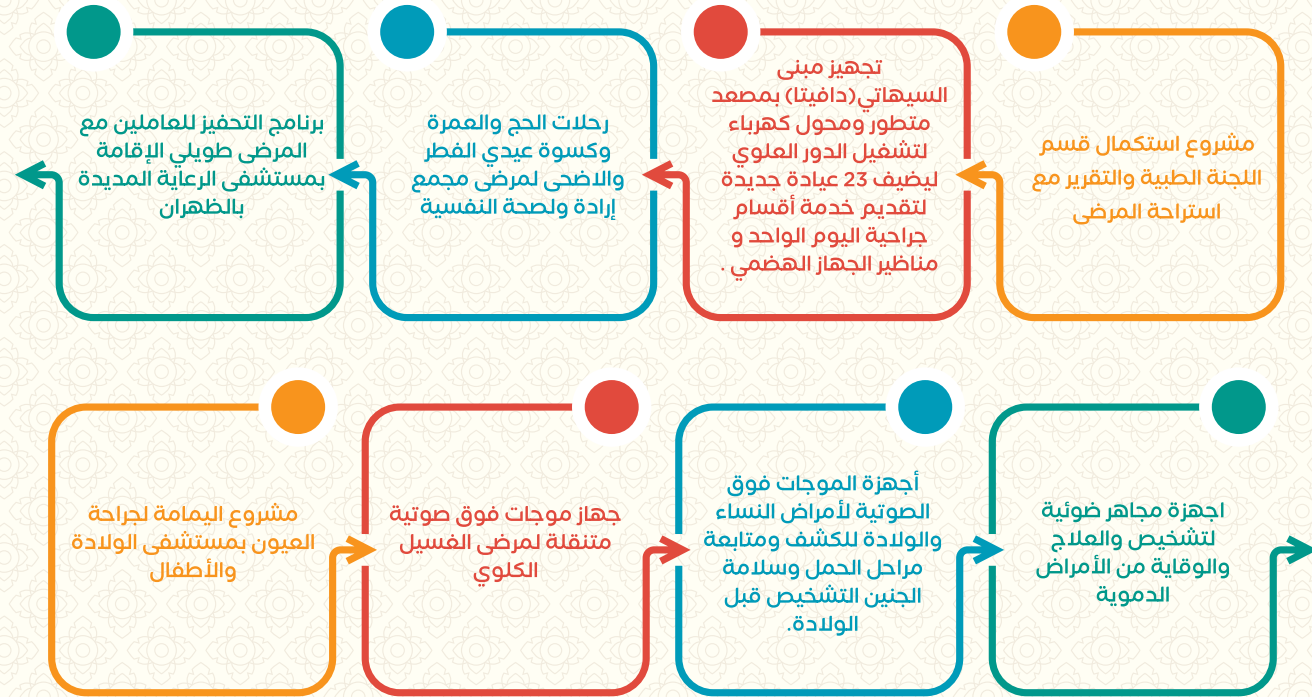 مشروع استكمال قسم
اللجنة الطبية والتقرير مع
استراحة المرضى
تجهيز مبنى
السيهاتي(دافيتا) بمصعد
متطور ومحول كهرباء
لتشغيل الدور العلوي
ليضيف 23 عيادة جديدة
لتقديم خدمة أقسام
جراحية اليوم الواحد و
مناظير الجهاز الهضمي .
رحلات الحج والعمرة
وكسوة عيدي الفطر
والاضحى لمرضى مجمع
إرادة ولصحة النفسية
برنامج التحفيز للعاملين مع
المرضى طويلي الإقامة
بمستشفى الرعاية المديدة
بالظهران
مشروع اليمامة لجراحة
العيون بمستشفى الولادة
والأطفال
جهاز موجات فوق صوتية
متنقلة لمرضى الغسيل
الكلوي
أجهزة الموجات فوق
الصوتية لأمراض النساء
والولادة للكشف ومتابعة
مراحل الحمل وسلامة
الجنين التشخيص قبل
الولادة.
اجهزة مجاهر ضوئية
لتشخيص والعلاج
والوقاية من الأمراض
الدموية